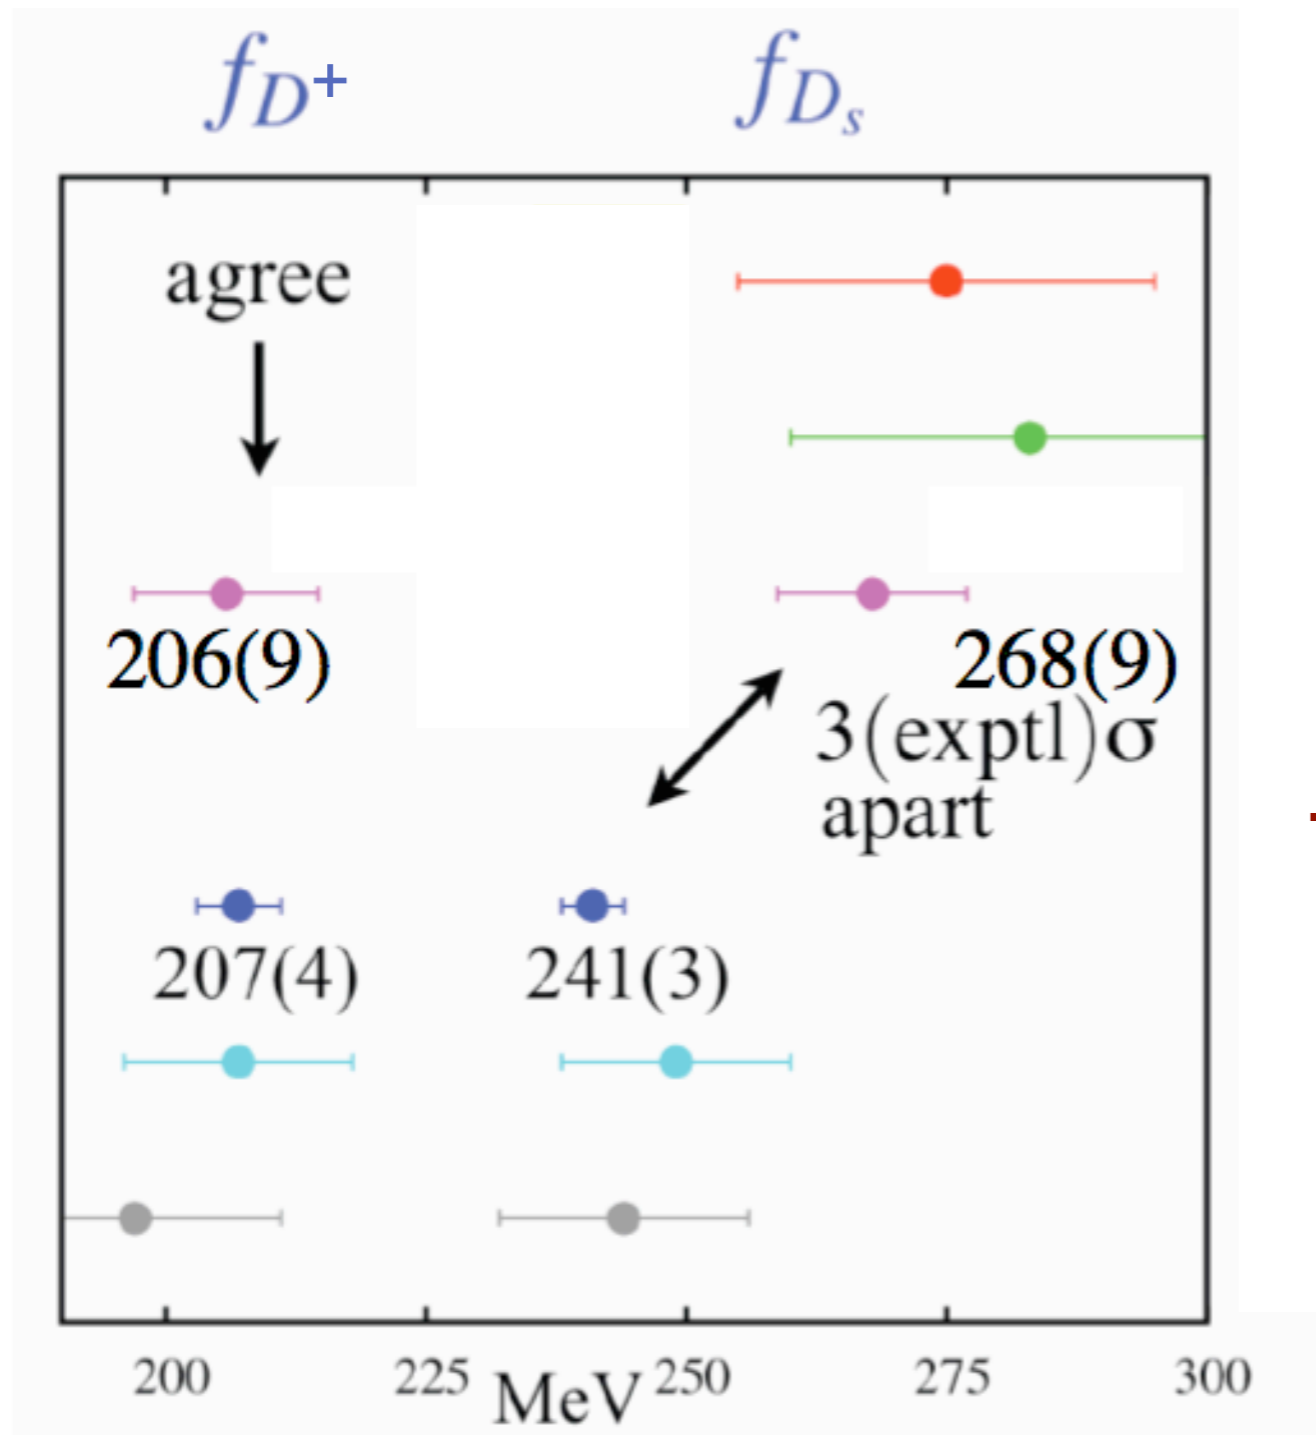 f_{D^+} f_{D_s}
agree
206(9) 268(9)
3(exptl)σ
apart
207(4) 241(3)
200 225 250 275 300
MeV